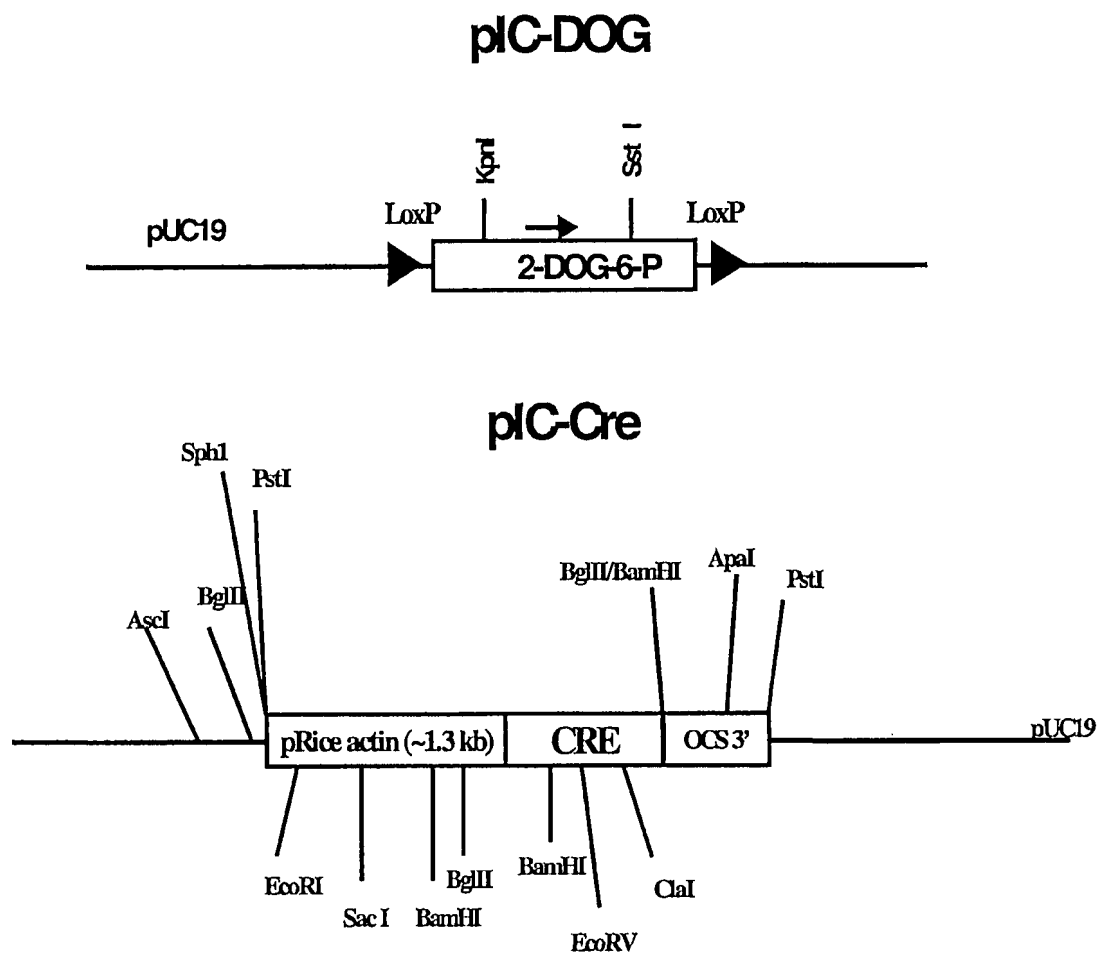 pIC-DOG
KpnI
Sst I
LoxP
LoxP
pUC19
2-DOG-6-P
pIC-Cre
Sph1
PstI
BglII/BamHI
ApaI
PstI
BglII
AscI
pRice actin (~1.3 kb)
CRE
OCS 3’
pUC19
EcoRI
Sac I
BamHI
BglII
BamHI
EcoRV
ClaI